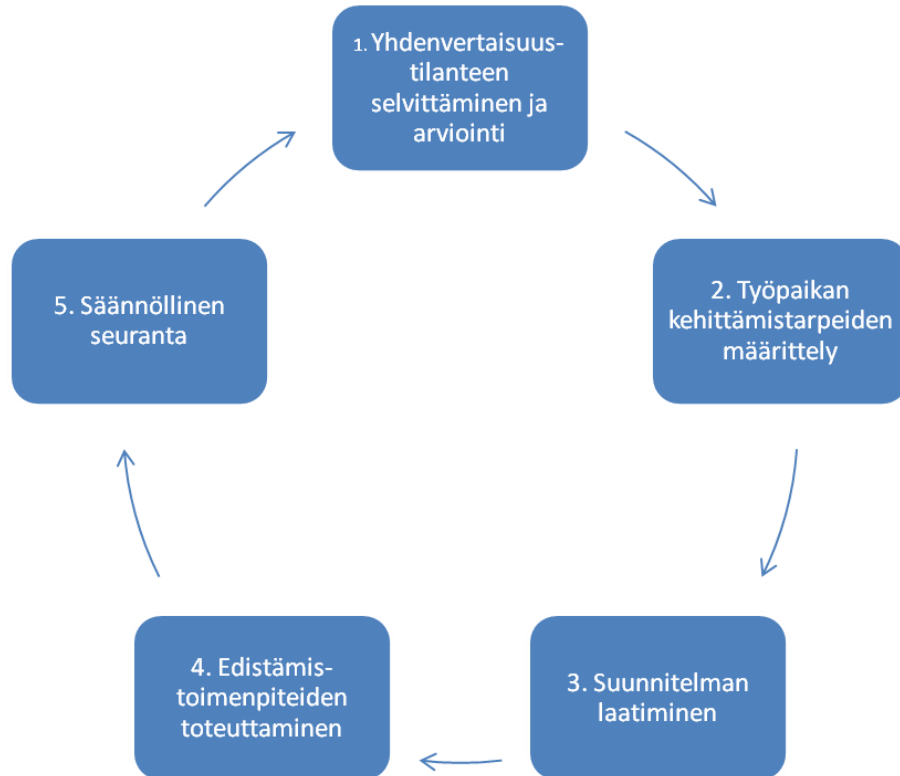 1. Yhdenvertaisuus-
tilanteen
selvittäminen ja
arviointi
2. Työpaikan
kehittämistarpeiden
määrittely
3. Suunnitelman
laatiminen
4. Edistämis-
toimenpiteiden
toteuttaminen
5. Säännöllinen
seuranta